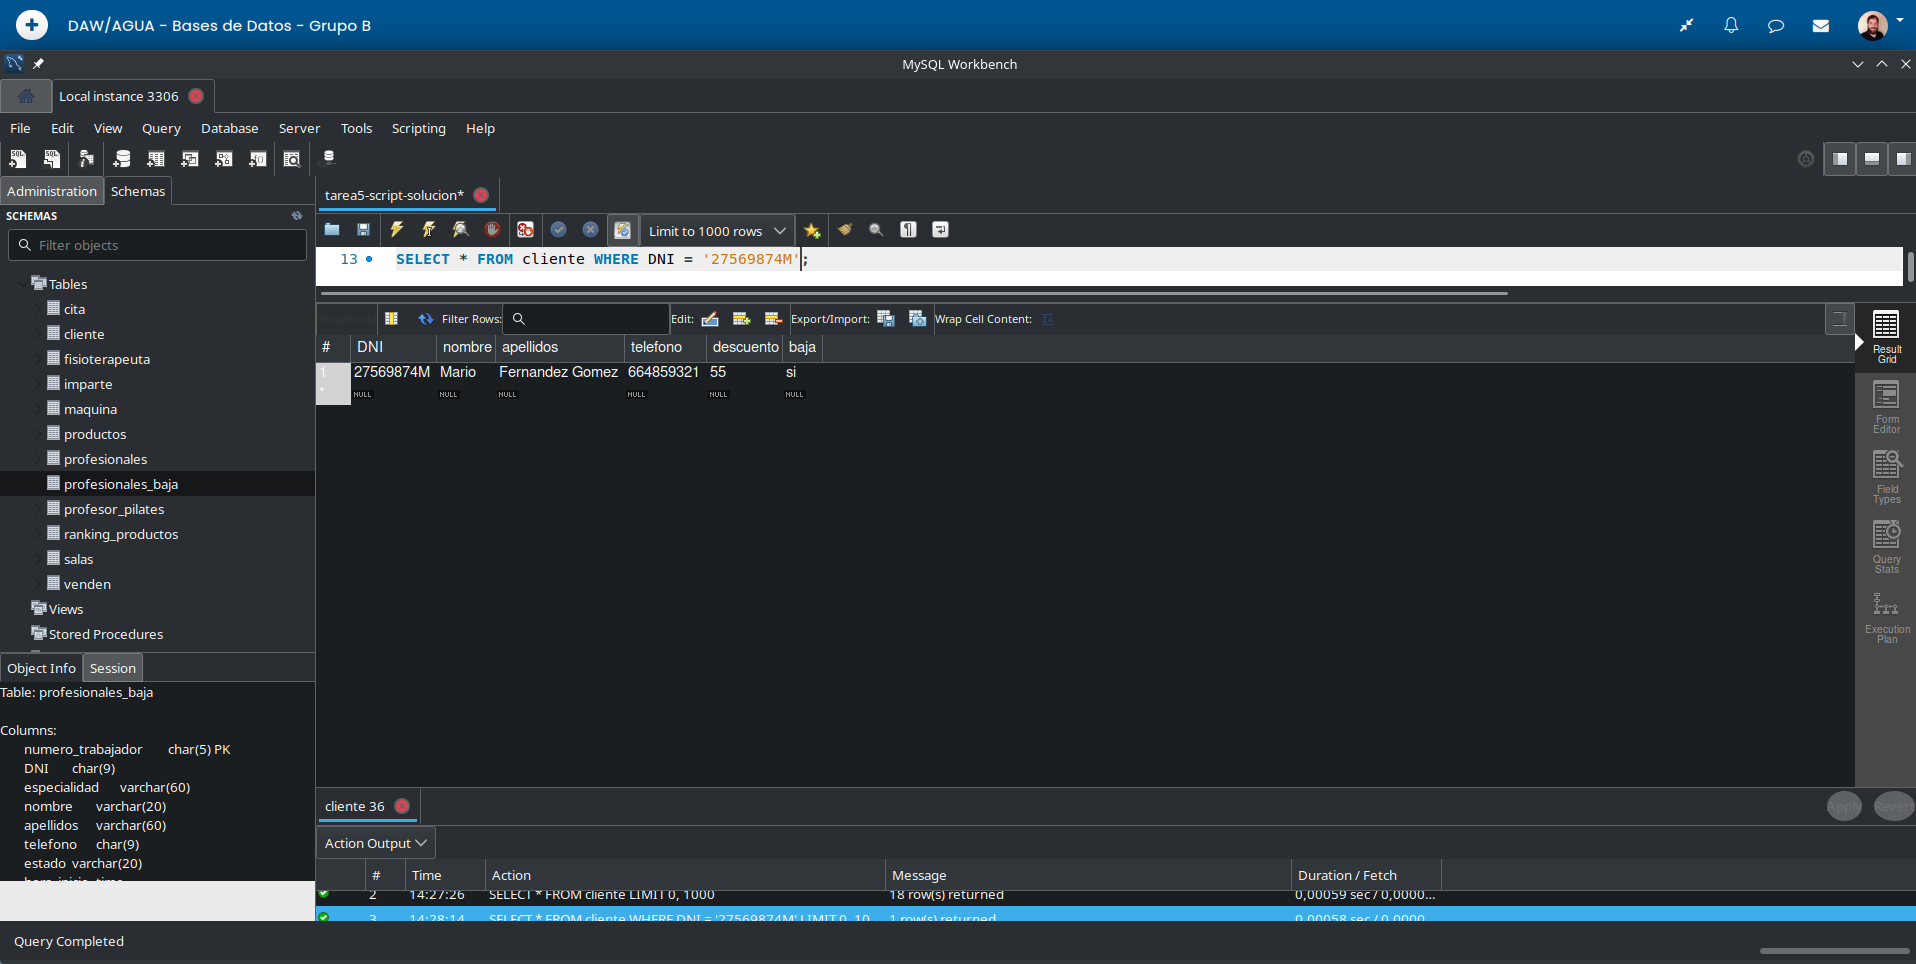 DAW/AGUA - Bases de Datos - Grupo B
MySQL Workbench
Local instance 3306
File Edit View Query Database Server Tools Scripting Help
Administration Schemas
SCHEMAS
Filter objects
Tables
cita
cliente
fisioterapeuta
imparte
maquina
productos
profesionales
profesionales_baja
profesor_pilates
ranking_productos
salas
venden
Views
Stored Procedures
Object Info Session
Table: profesionales_baja
Columns:
numero_trabajador char(5) PK
DNI char(9)
especialidad varchar(60)
nombre varchar(20)
apellidos varchar(60)
telefono char(9)
estado varchar(20)
tarea5-script-solucion*
Limit to 1000 rows
13 SELECT * FROM cliente WHERE DNI = '27569874M';
Filter Rows: Edit: Export/Import: Wrap Cell Content:
# DNI nombre apellidos telefono descuento baja
1 27569874M Mario Fernandez Gomez 664859321 55 si
* NULL NULL NULL NULL NULL NULL
Result Grid
Form Editor
Field Types
Query Stats
Execution Plan
cliente 36
Apply Revert
Action Output
# Time Action Message Duration / Fetch
2 14:27:26 SELECT * FROM cliente LIMIT 0, 1000 18 row(s) returned 0,00059 sec / 0,0000...
3 14:28:14 SELECT * FROM cliente WHERE DNI = '27569874M' LIMIT 0, 10 1 row(s) returned 0,00058 sec / 0,0000
Query Completed